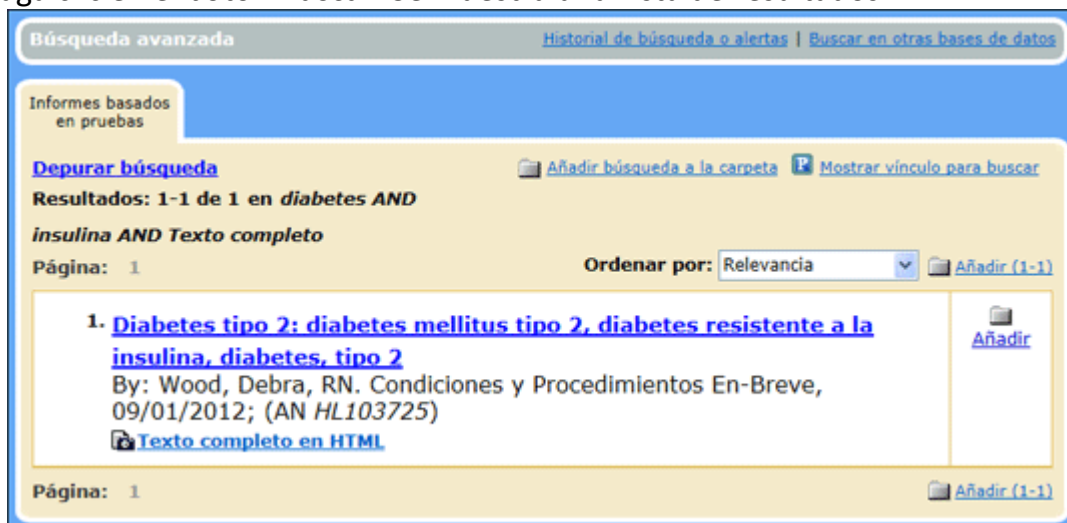 Búsqueda avanzada
Historial de búsqueda o alertas | Buscar en otras bases de datos
Informes basados
en pruebas
Depurar búsqueda
Añadir búsqueda a la carpeta
Mostrar vínculo para buscar
Resultados: 1-1 de 1 en diabetes AND
insulina AND Texto completo
Página: 1
Ordenar por: Relevancia
Añadir (1-1)
1. Diabetes tipo 2: diabetes mellitus tipo 2, diabetes resistente a la
insulina, diabetes, tipo 2
By: Wood, Debra, RN. Condiciones y Procedimientos En-Breve,
09/01/2012; (AN HL103725)
Texto completo en HTML
Añadir
Página: 1
Añadir (1-1)